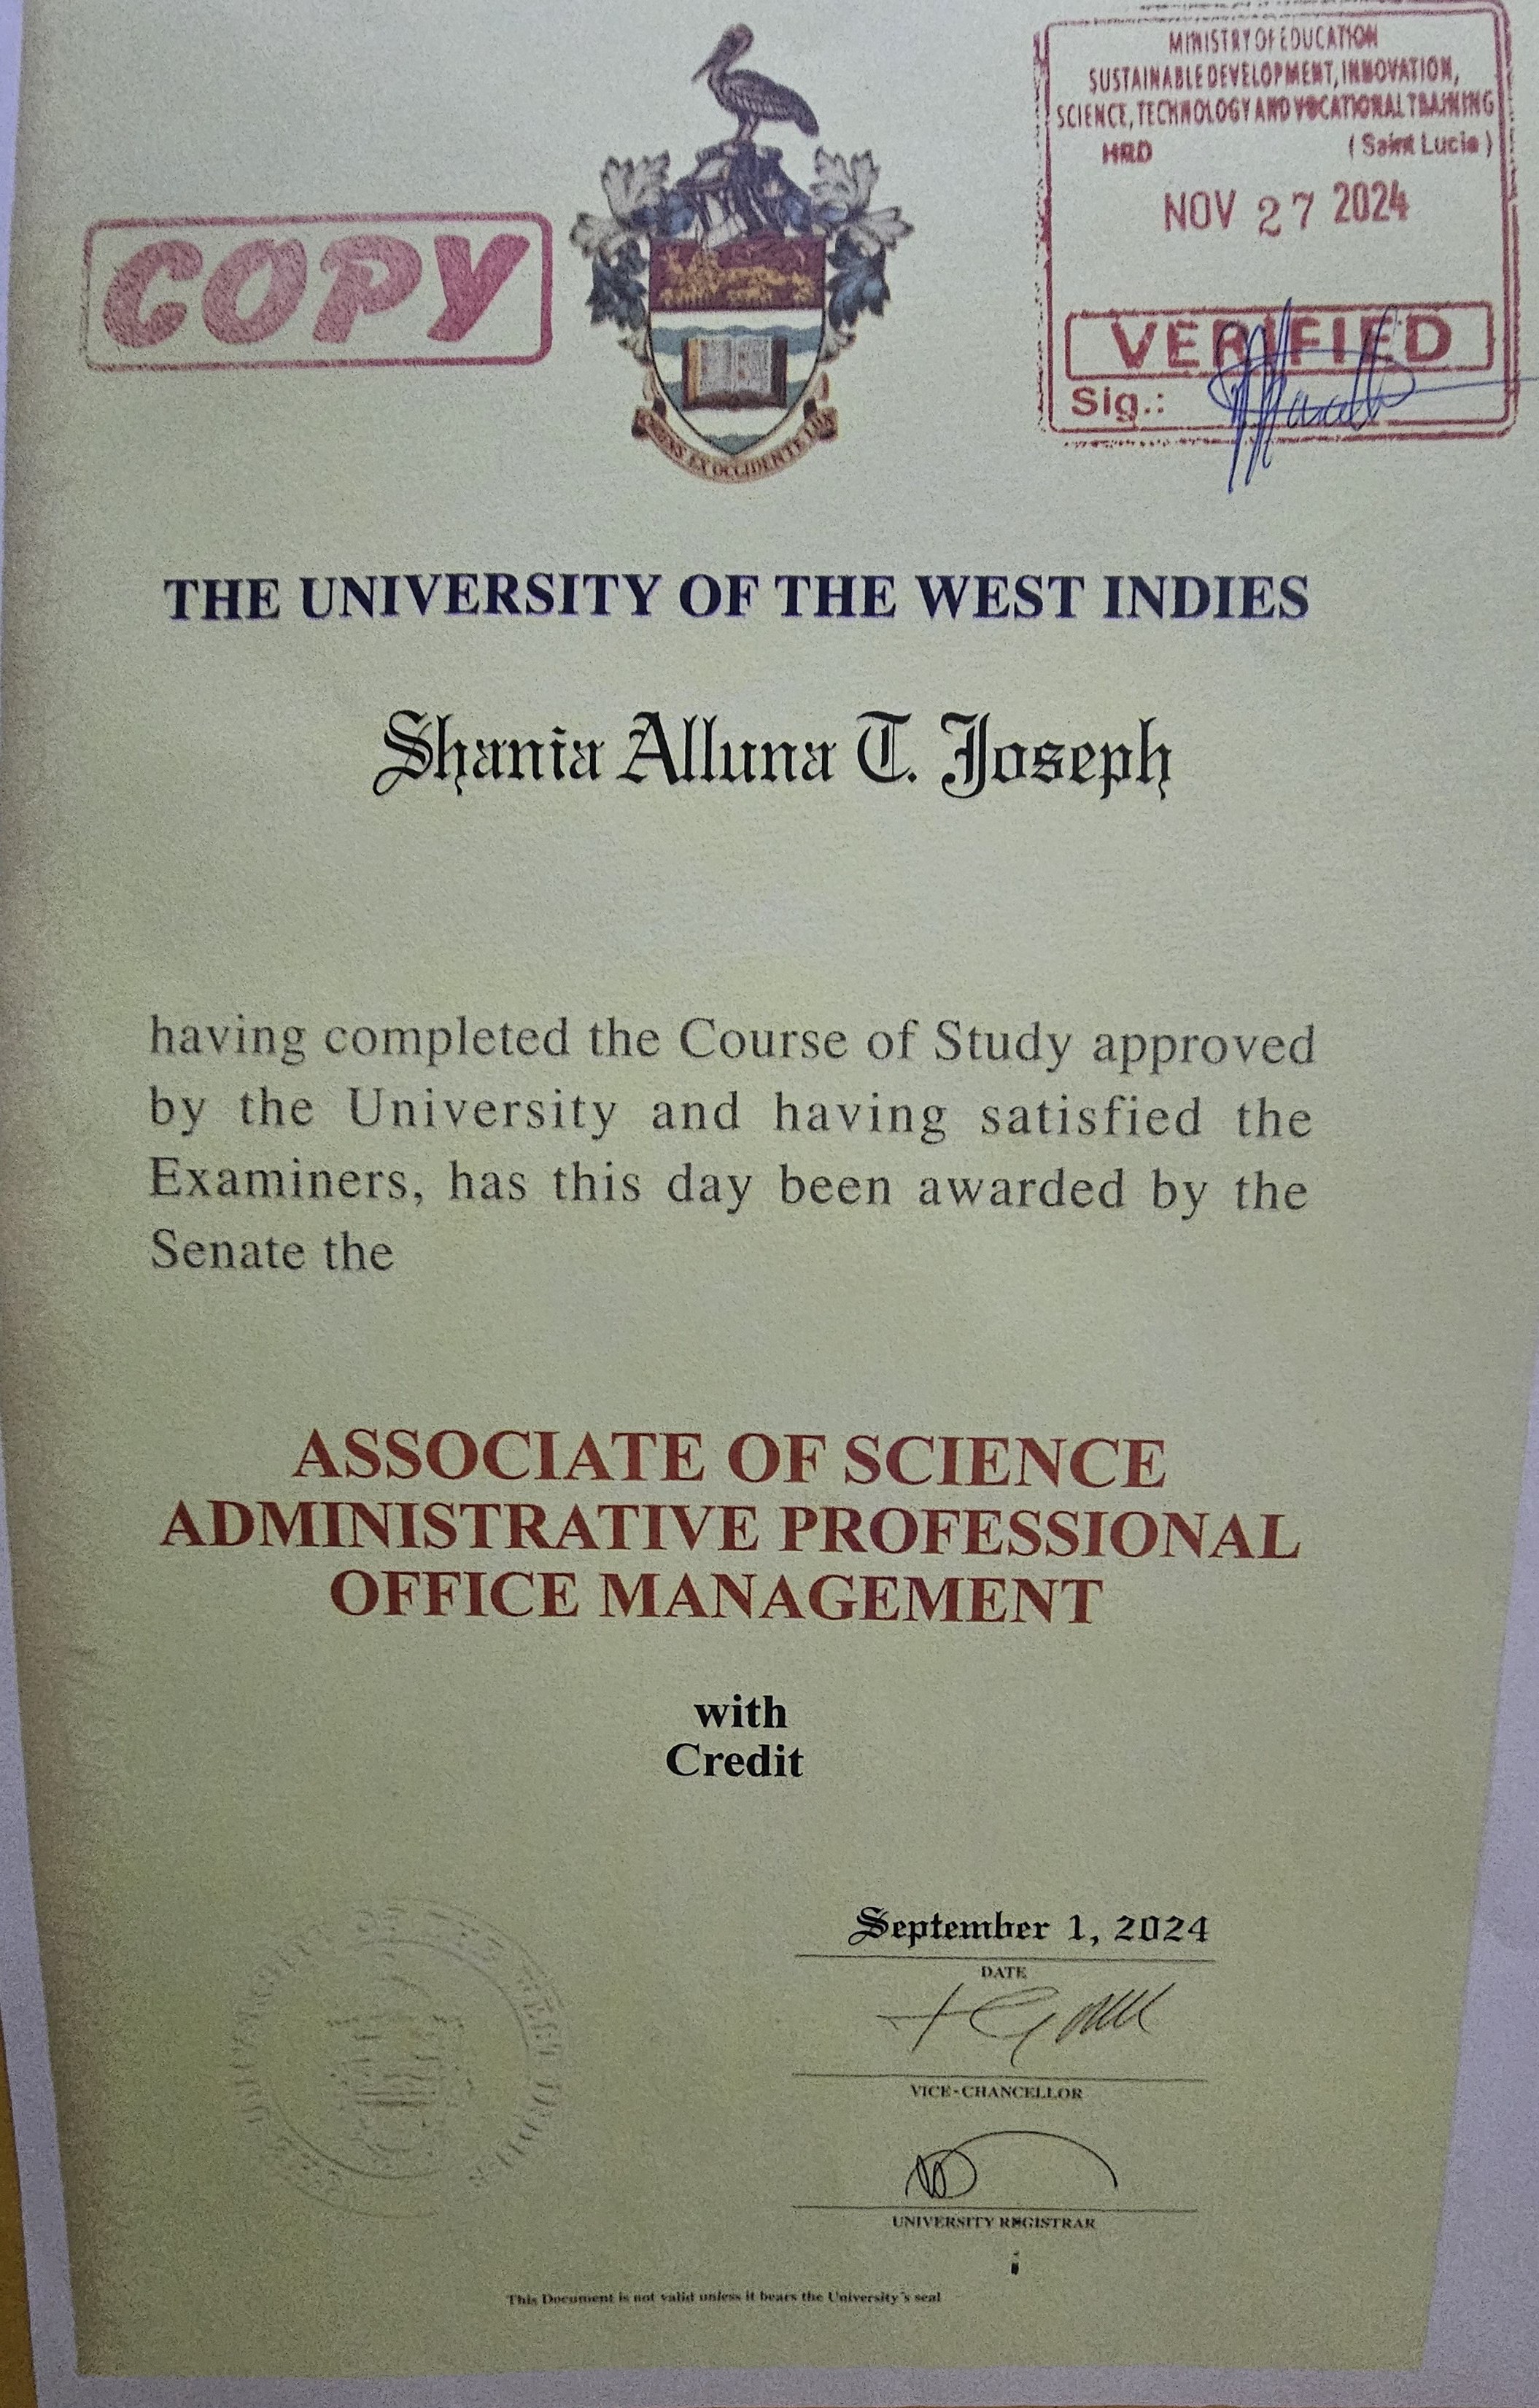 MINISTRY OF EDUCATION
SUSTAINABLE DEVELOPMENT, INNOVATION,
SCIENCE, TECHNOLOGY AND VOCATIONAL TRAINING
HRD (Saint Lucia)
NOV 27 2024
VERIFIED
Sig.:
COPY
EX OCCIDENTE LUX
THE UNIVERSITY OF THE WEST INDIES
Shania Alluna T. Joseph
having completed the Course of Study approved
by the University and having satisfied the
Examiners, has this day been awarded by the
Senate the
ASSOCIATE OF SCIENCE
ADMINISTRATIVE PROFESSIONAL
OFFICE MANAGEMENT
with
Credit
September 1, 2024
DATE
VICE-CHANCELLOR
UNIVERSITY REGISTRAR
This Document is not valid unless it bears the University's seal